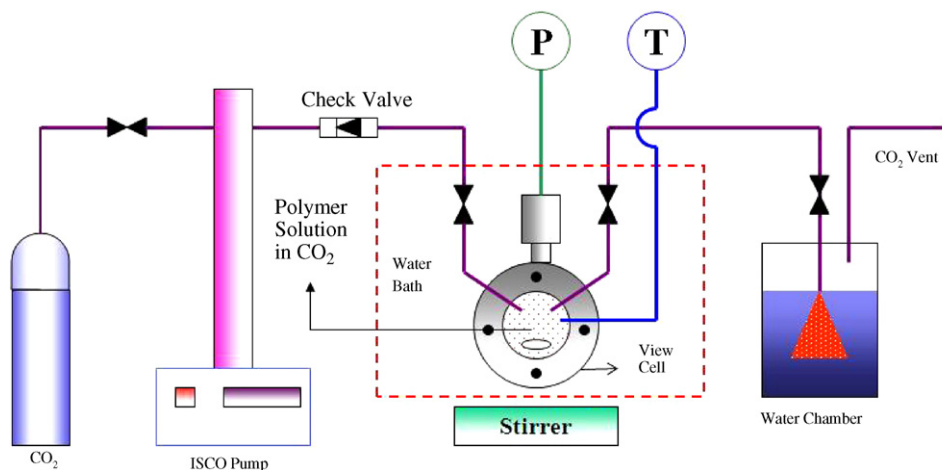 P
T
Check Valve
CO₂ Vent
Polymer
Solution
in CO₂
Water
Bath
View
Cell
Stirrer
Water Chamber
CO₂
ISCO Pump